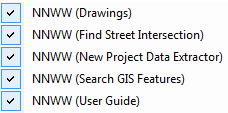 NNWW (Drawings)
NNWW (Find Street Intersection)
NNWW (New Project Data Extractor)
NNWW (Search GIS Features)
NNWW (User Guide)